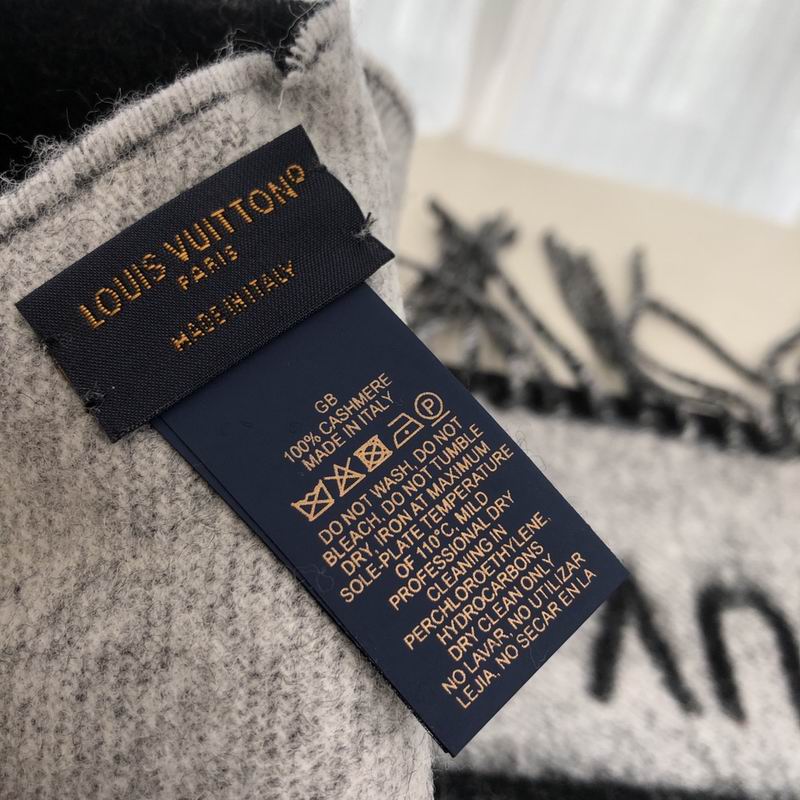 LOUIS VUITTON®
PARIS
MADE IN ITALY
GB
100% CASHMERE
MADE IN ITALY
P
DO NOT WASH, DO NOT
BLEACH, DO NOT TUMBLE
DRY, IRON AT MAXIMUM
SOLE-PLATE TEMPERATURE
OF 110°C, MILD
PROFESSIONAL DRY
CLEANING IN
PERCHLOROETHYLENE.
HYDROCARBONS
DRY CLEAN ONLY
NO LAVAR, NO UTILIZAR
LEJIA, NO SECAR EN LA